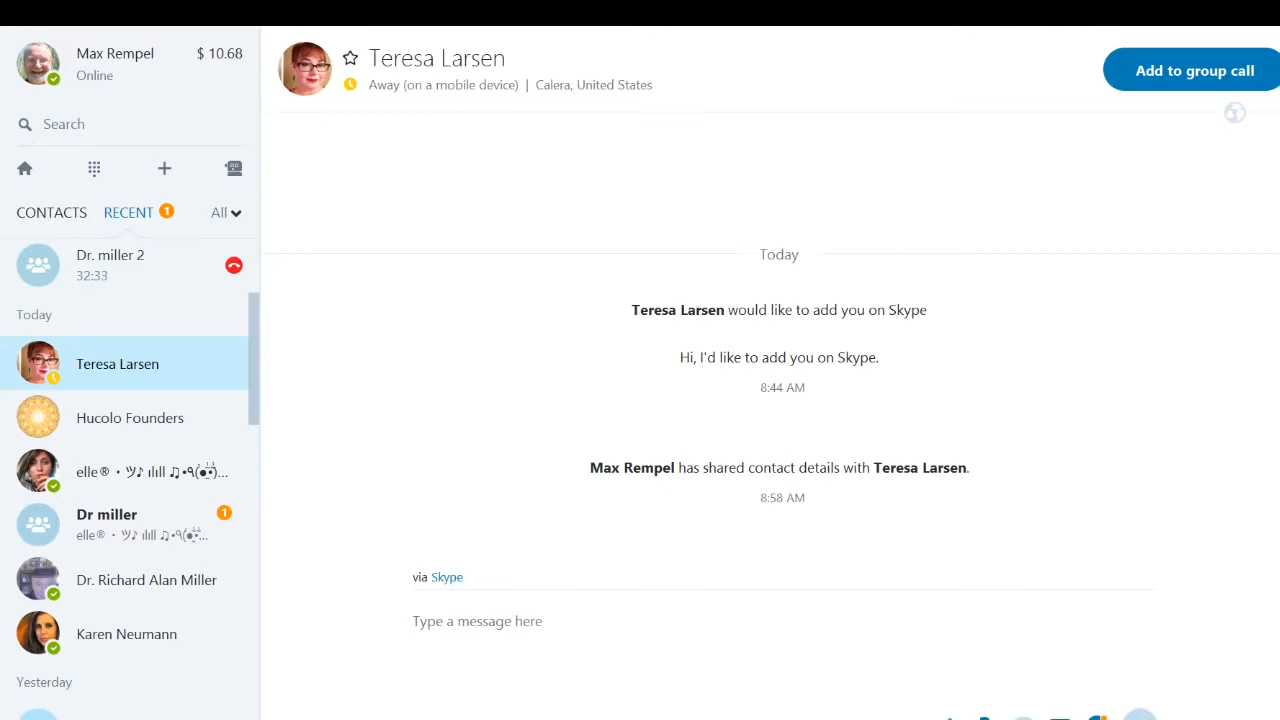 Max Rempel
$ 10.68
Online
Search
CONTACTS
RECENT
1
All
Dr. miller 2
32:33
Today
Teresa Larsen
Hucolo Founders
elle®・ツ♪ ılıll ♫•
Dr miller
1
elle® ・ツ♪ ılıll ♫•
Dr. Richard Alan Miller
Karen Neumann
Yesterday
Teresa Larsen
Away (on a mobile device) | Calera, United States
Add to group call
Today
Teresa Larsen would like to add you on Skype
Hi, I'd like to add you on Skype.
8:44 AM
Max Rempel has shared contact details with Teresa Larsen.
8:58 AM
via Skype
Type a message here